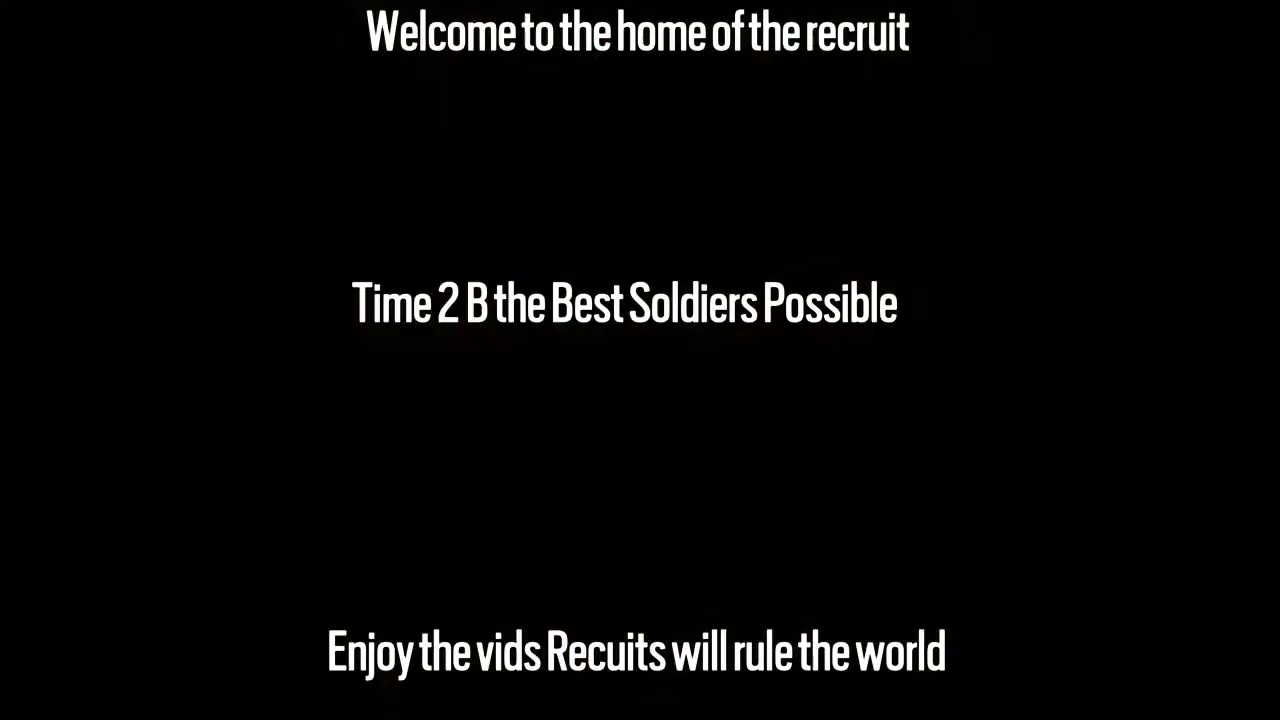 Welcome to the home of the recruit
Time 2 B the Best Soldiers Possible
Enjoy the vids Recuits will rule the world